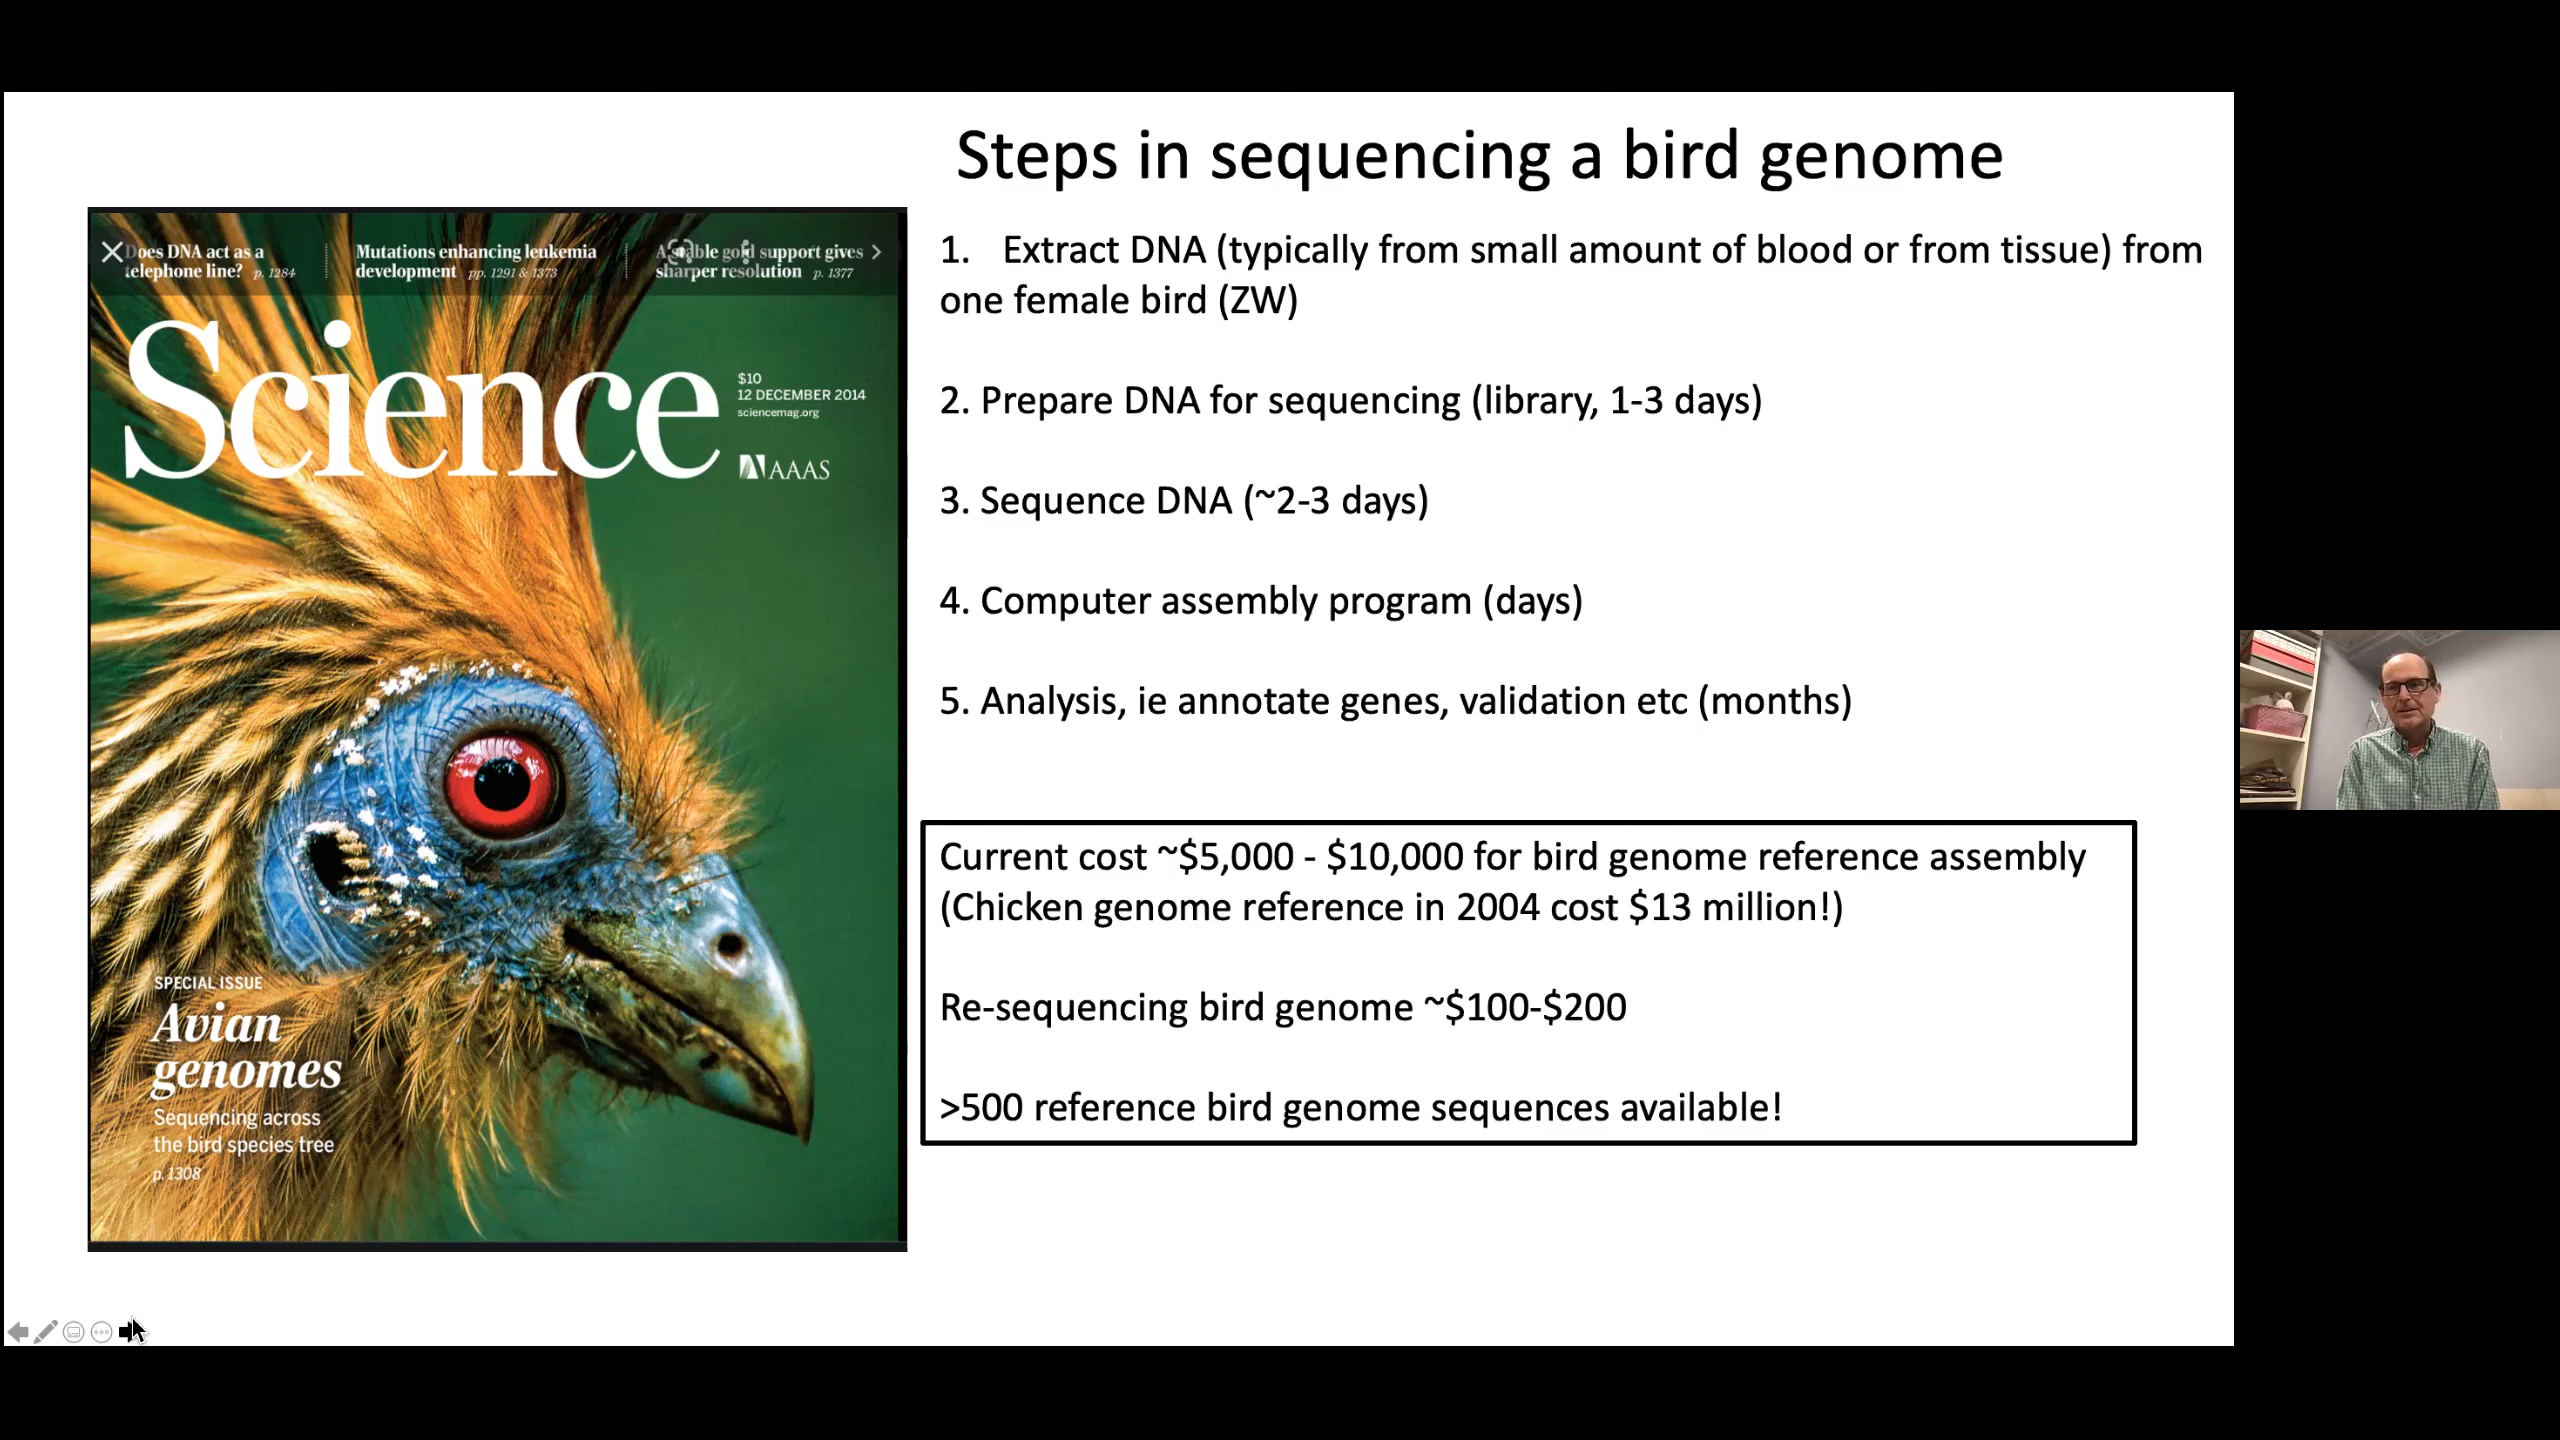 Steps in sequencing a bird genome
Does DNA act as a
telephone line? p. 1284
Mutations enhancing leukemia
development pp. 1291 & 1373
A stable gold support gives
sharper resolution p. 1377
Science
$10
12 DECEMBER 2014
sciencemag.org
AAAS
SPECIAL ISSUE
Avian
genomes
Sequencing across
the bird species tree
p. 1308
1. Extract DNA (typically from small amount of blood or from tissue) from
one female bird (ZW)
2. Prepare DNA for sequencing (library, 1-3 days)
3. Sequence DNA (~2-3 days)
4. Computer assembly program (days)
5. Analysis, ie annotate genes, validation etc (months)
Current cost ~$5,000 - $10,000 for bird genome reference assembly
(Chicken genome reference in 2004 cost $13 million!)
Re-sequencing bird genome ~$100-$200
>500 reference bird genome sequences available!